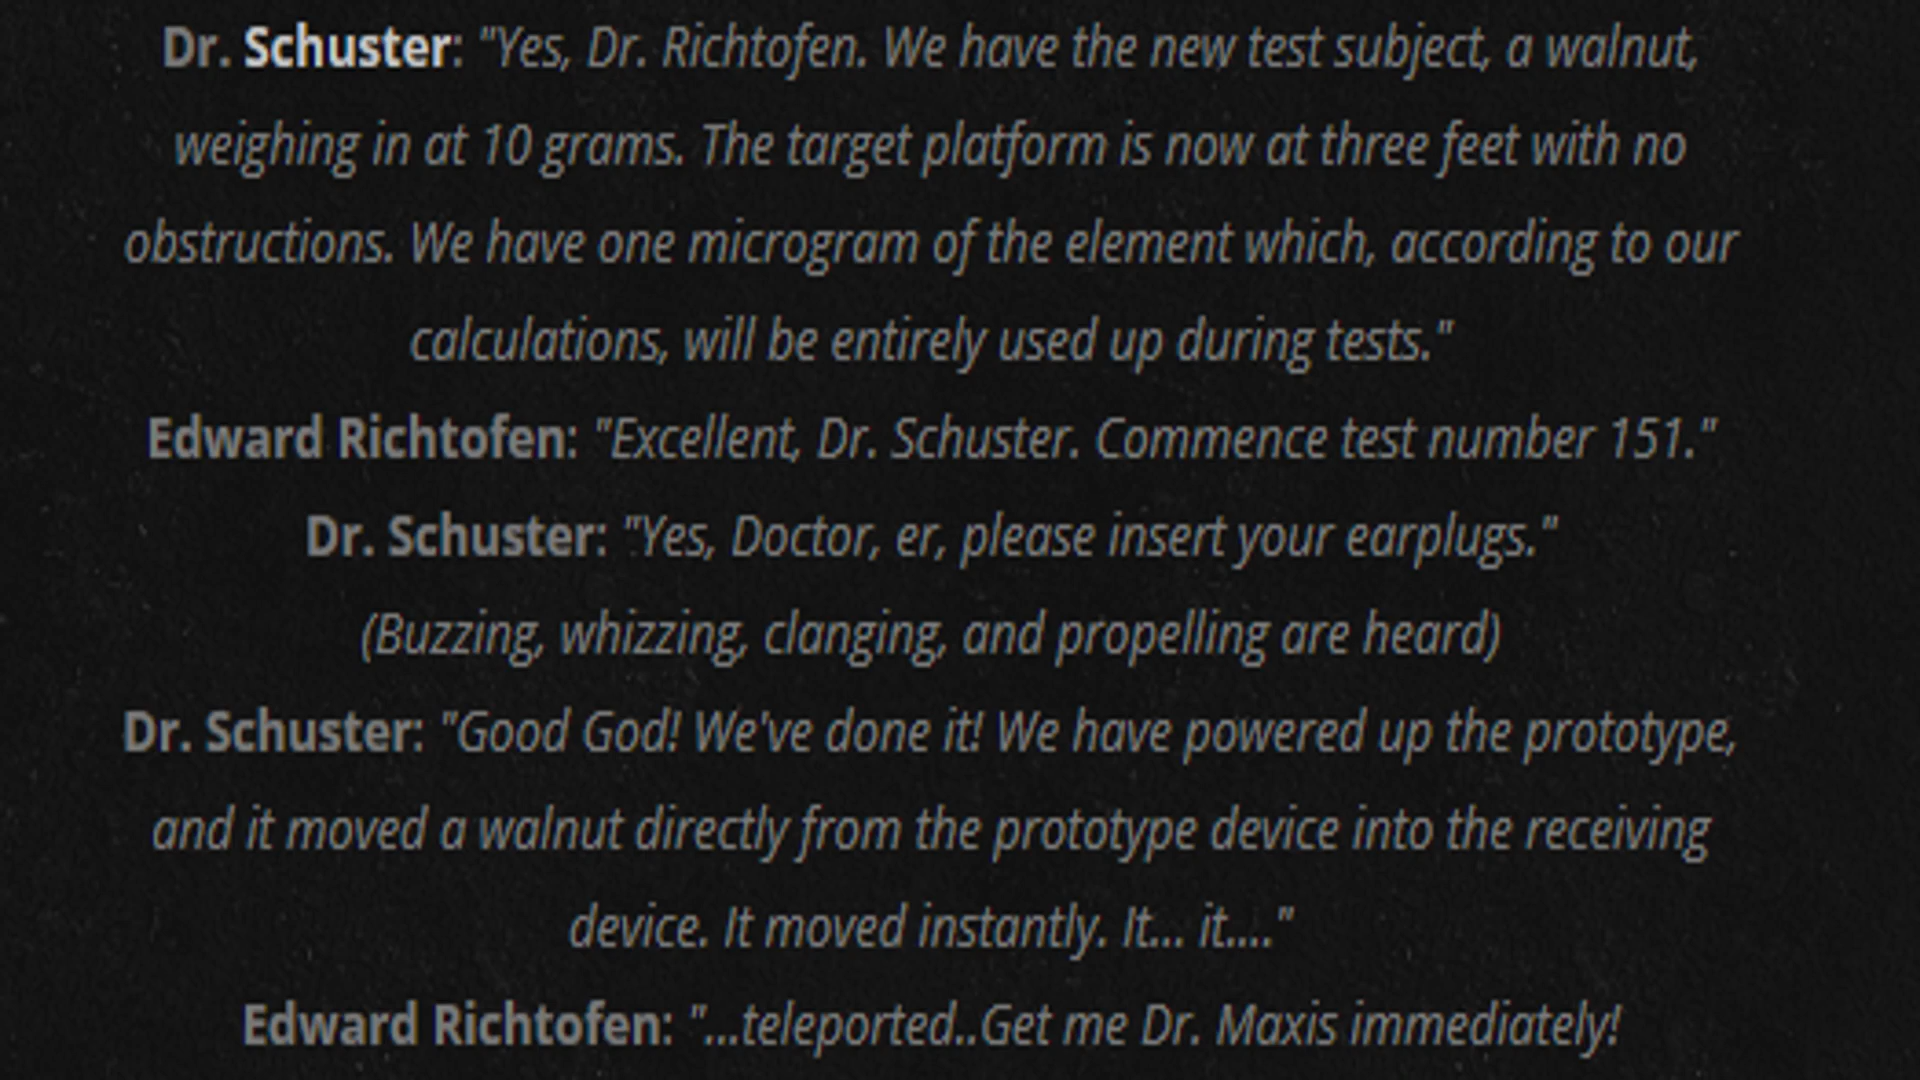 Dr. Schuster: "Yes, Dr. Richtofen. We have the new test subject, a walnut,
weighing in at 10 grams. The target platform is now at three feet with no
obstructions. We have one microgram of the element which, according to our
calculations, will be entirely used up during tests."
Edward Richtofen: "Excellent, Dr. Schuster. Commence test number 151."
Dr. Schuster: "Yes, Doctor, er, please insert your earplugs."
(Buzzing, whizzing, clanging, and propelling are heard)
Dr. Schuster: "Good God! We've done it! We have powered up the prototype,
and it moved a walnut directly from the prototype device into the receiving
device. It moved instantly. It... it...."
Edward Richtofen: "...teleported..Get me Dr. Maxis immediately!